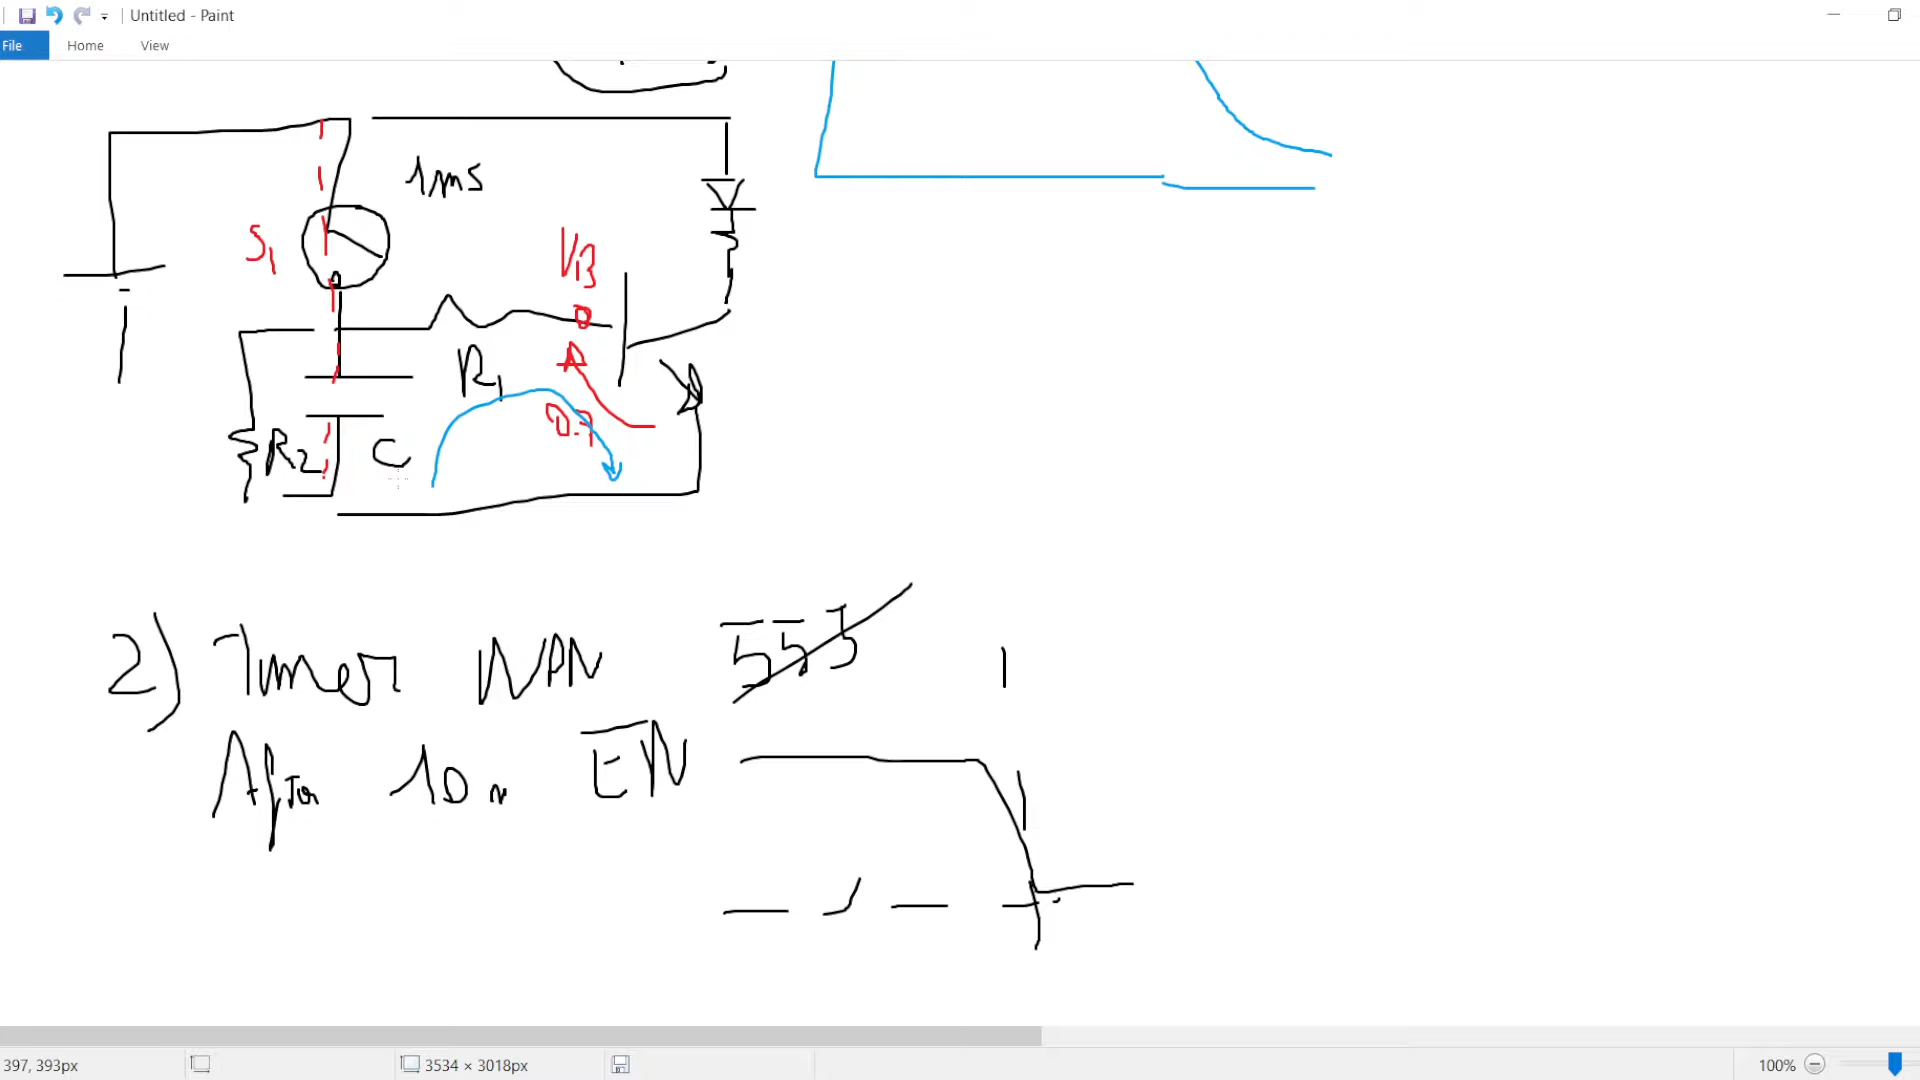 Untitled - Paint
File Home View
1ms
S1
VB
R1
0.7
R2 C
2) Timer NPN 555
After 10
EN
397, 393px
3534 × 3018px
100%